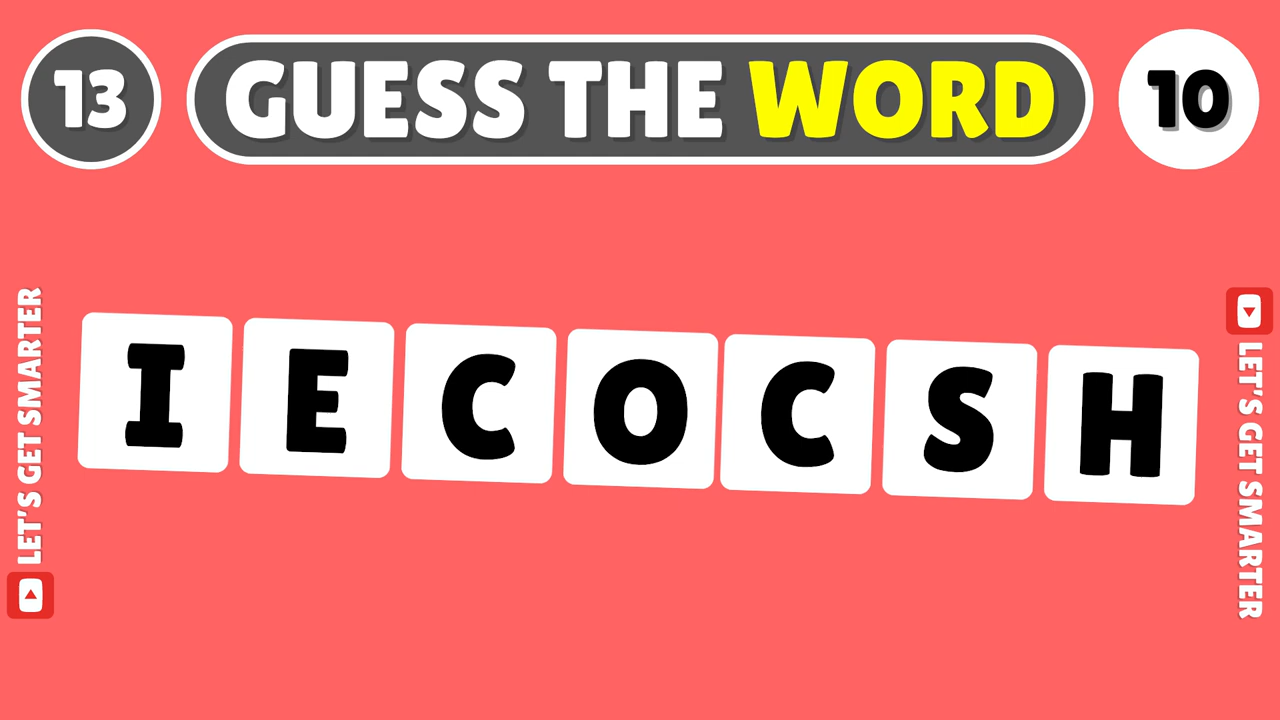 13
GUESS THE WORD
10
I E C O C S H
LET'S GET SMARTER
LET'S GET SMARTER